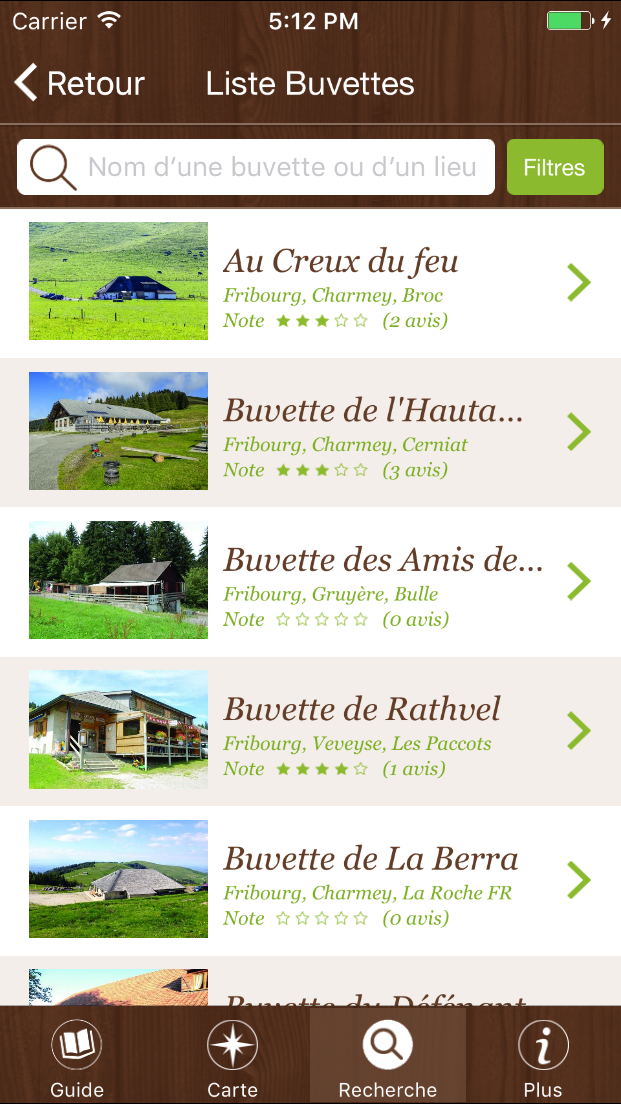 Carrier 5:12 PM
Retour Liste Buvettes
Nom d’une buvette ou d’un lieu Filtres
Au Creux du feu
Fribourg, Charmey, Broc
Note ★★★☆☆ (2 avis)
Buvette de l'Hauta...
Fribourg, Charmey, Cerniat
Note ★★★☆☆ (3 avis)
Buvette des Amis de...
Fribourg, Gruyère, Bulle
Note ☆☆☆☆☆ (0 avis)
Buvette de Rathvel
Fribourg, Veveyse, Les Paccots
Note ★★★★☆ (1 avis)
Buvette de La Berra
Fribourg, Charmey, La Roche FR
Note ☆☆☆☆☆ (0 avis)
Buvette du
Guide Carte Recherche Plus